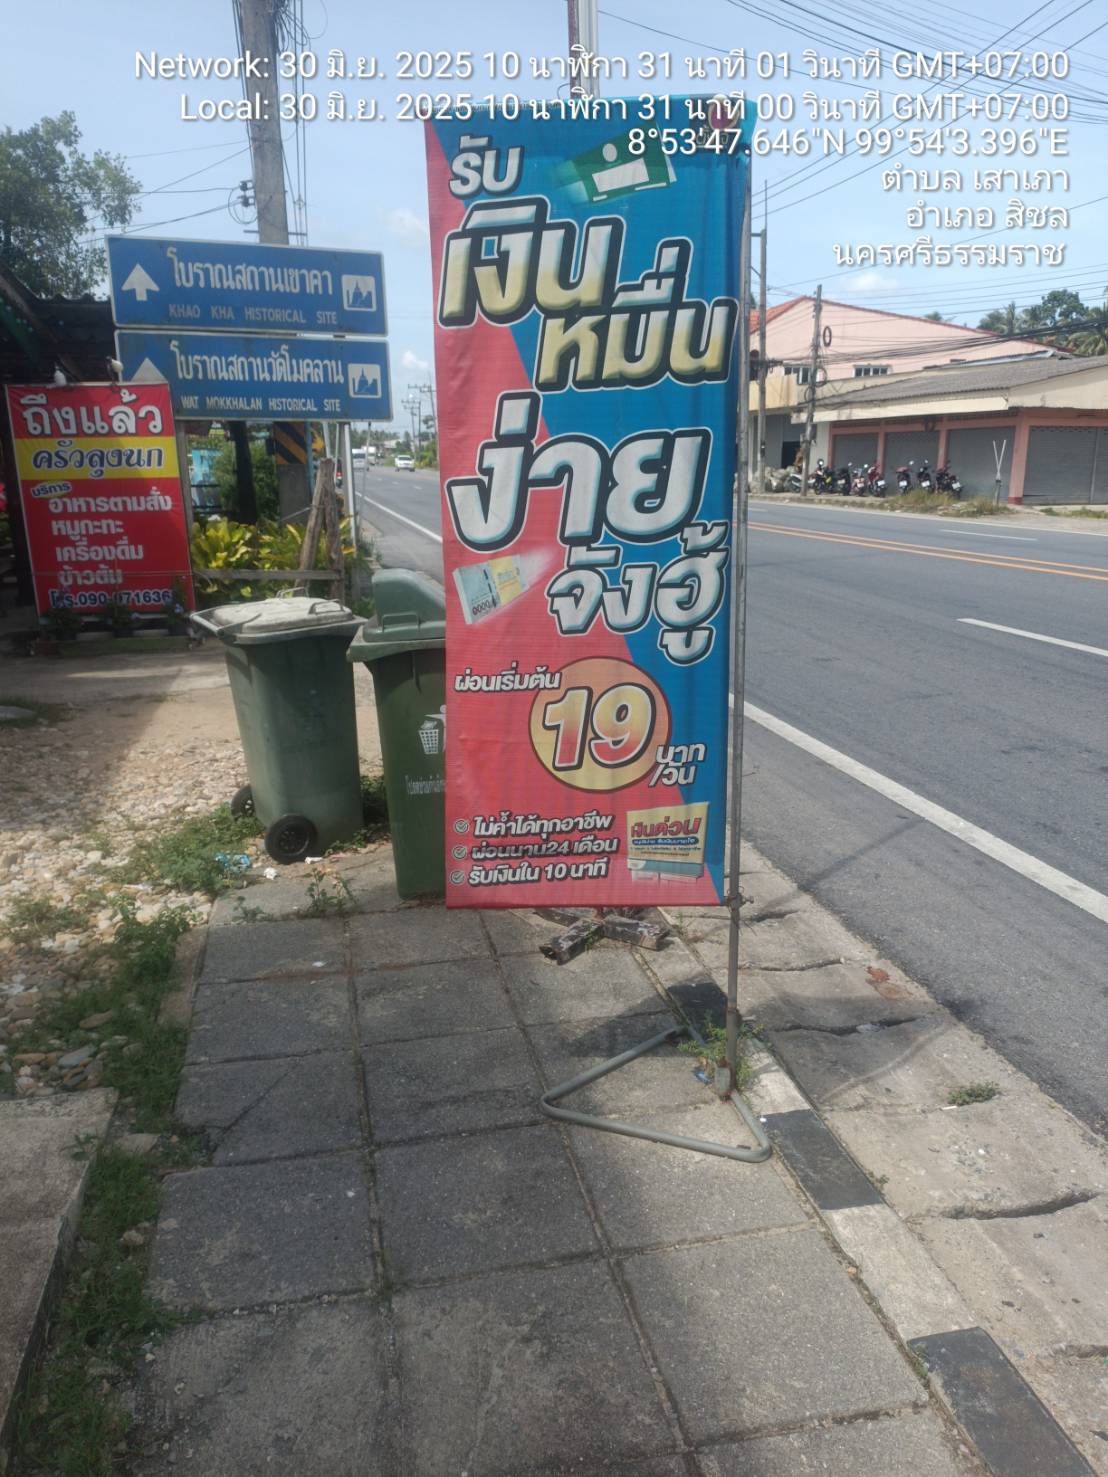 Network: 30 มิ.ย. 2025 10 นาฬิกา 31 นาที 01 วินาที GMT+07:00
Local: 30 มิ.ย. 2025 10 นาฬิกา 31 นาที 00 วินาที GMT+07:00
8°53'47.646"N 99°54'3.396"E
ตำบล เสาเภา
อำเภอ สิชล
นครศรีธรรมราช
โบราณสถานเขาคา
KHAO KHA HISTORICAL SITE
โบราณสถานวัดโมคลาน
WAT MOKKHALAN HISTORICAL SITE
ถึงแล้ว
ครัวลุงนก
บริการ
อาหารตามสั่ง
หมูกะทะ
เครื่องดื่ม
ข้าวต้ม
โทร.090-071636
รับ
เงิน
หมื่น
ง่าย
จังฮู้
ผ่อนเริ่มต้น
19
บาท
/วัน
ไม่ค้ำได้ทุกอาชีพ
ผ่อนนาน24 เดือน
รับเงินใน 10 นาที
เงินด่วน